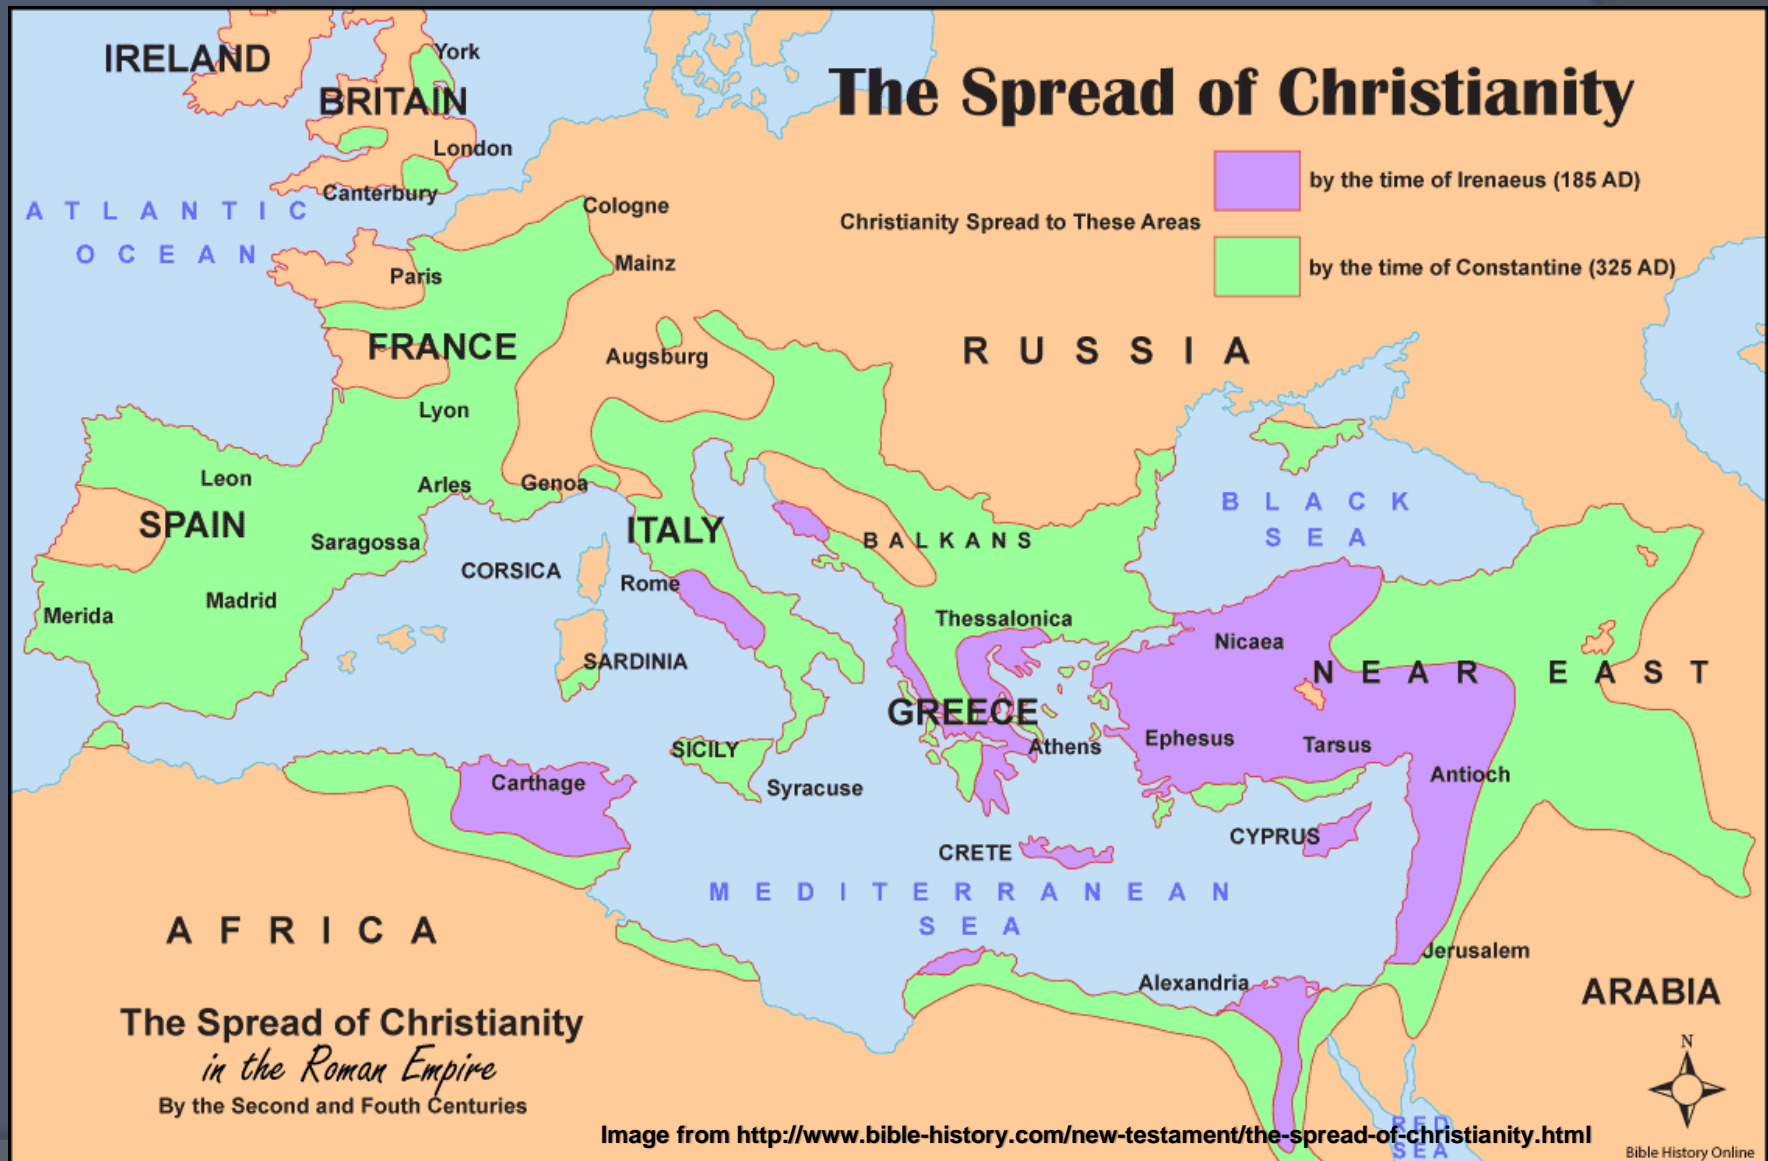 The Spread of Christianity
Christianity Spread to These Areas
by the time of Irenaeus (185 AD)
by the time of Constantine (325 AD)
IRELAND
York
BRITAIN
London
Canterbury
ATLANTIC
OCEAN
Cologne
Mainz
Paris
FRANCE
Augsburg
RUSSIA
Lyon
Leon
Arles
Genoa
SPAIN
ITALY
Saragossa
BALKANS
BLACK
SEA
CORSICA
Rome
Merida
Madrid
Thessalonica
Nicaea
SARDINIA
NEAR EAST
GREECE
Athens
Ephesus
Tarsus
SICILY
Antioch
Carthage
Syracuse
CYPRUS
CRETE
MEDITERRANEAN
SEA
AFRICA
Jerusalem
Alexandria
ARABIA
The Spread of Christianity
in the Roman Empire
By the Second and Fouth Centuries
N
RED
SEA
Image from http://www.bible-history.com/new-testament/the-spread-of-christianity.html
Bible History Online